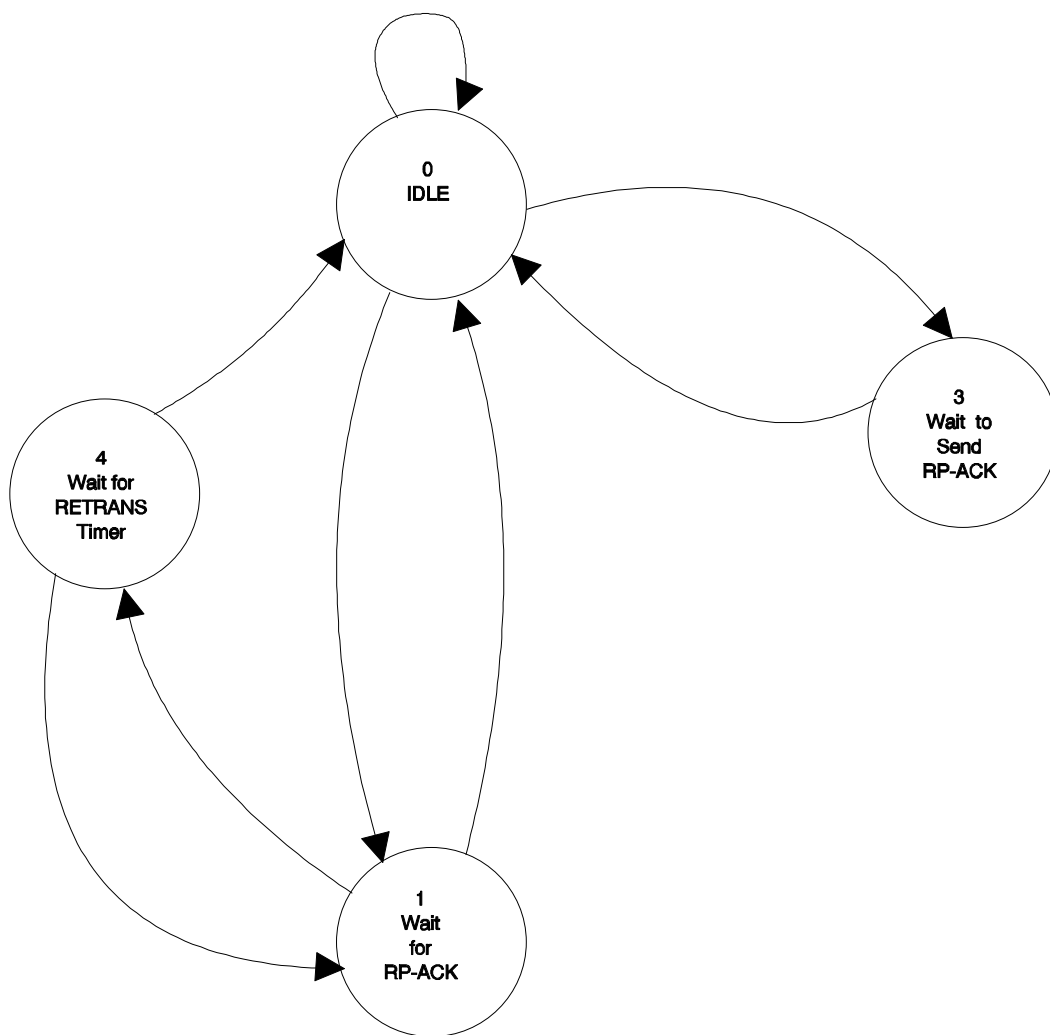 0
IDLE
3
Wait to
Send
RP-ACK
4
Wait for
RETRANS
Timer
1
Wait
for
RP-ACK